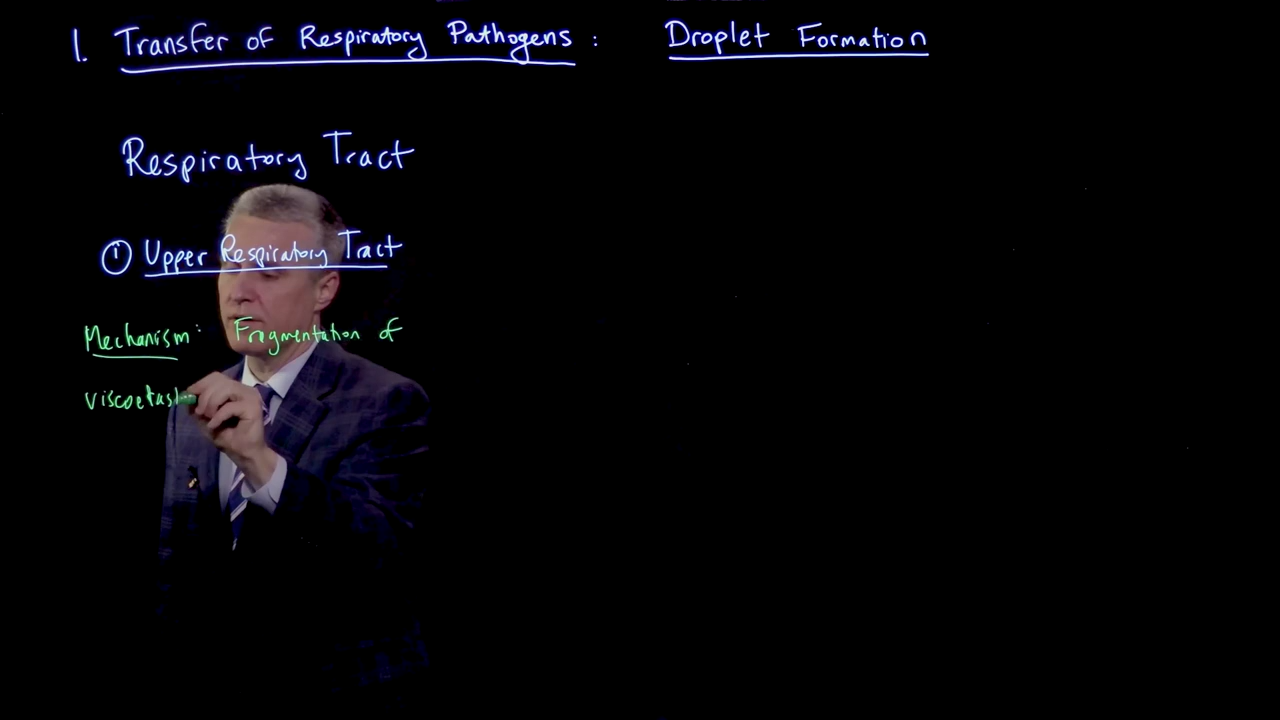 1. Transfer of Respiratory Pathogens : Droplet Formation
Respiratory Tract
① Upper Respiratory Tract
Mechanism: Fragmentation of